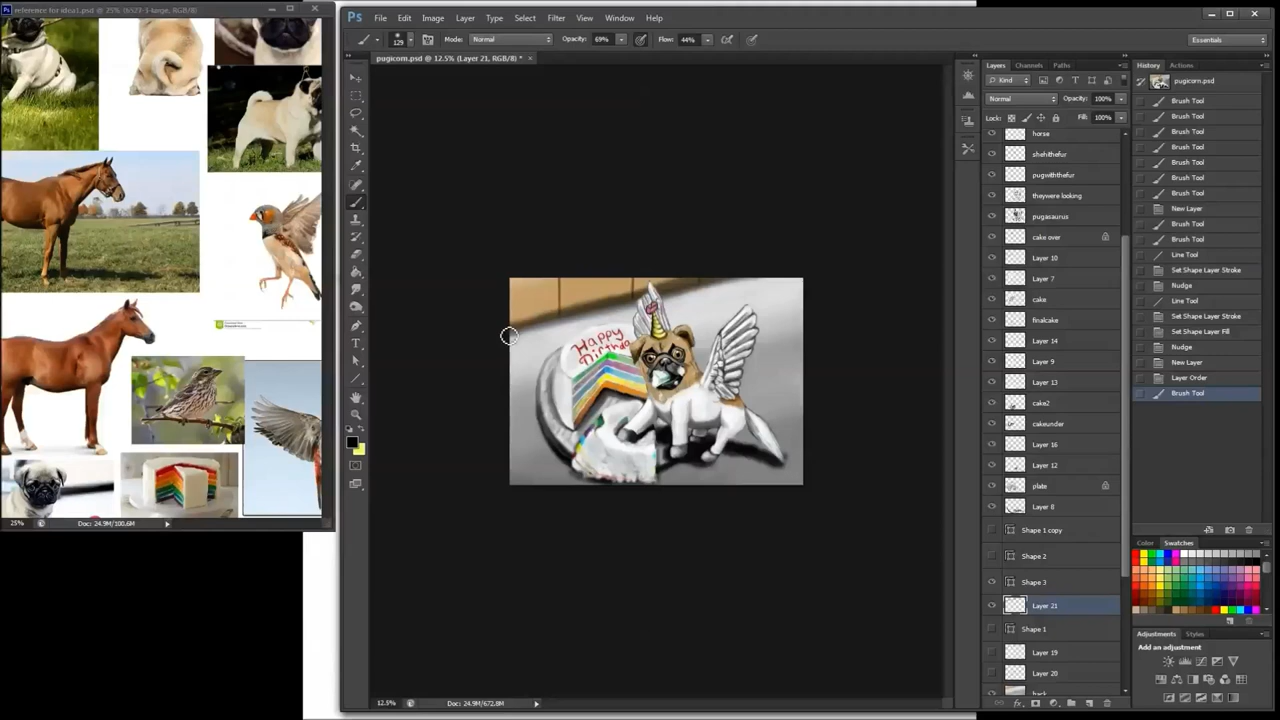 reference for idea1.psd @ 25% (6527-1-large, RGB/8)
25%
Doc: 24.9M/100.6M
Ps
File Edit Image Layer Type Select Filter View Window Help
129
Mode: Normal
Opacity: 69%
Flow: 44%
Essentials
pugicorn.psd @ 12.5% (Layer 21, RGB/8) *
Happy
Birthda
12.5%
Doc: 24.9M/672.8M
Layers Channels Paths
Kind
Normal
Opacity: 100%
Lock:
Fill: 100%
horse
shehithefur
pugwiththefur
theywere looking
pugasaurus
cake over
Layer 10
Layer 7
cake
finalcake
Layer 14
Layer 9
Layer 13
cake2
cakeunder
Layer 16
Layer 12
plate
Layer 8
Shape 1 copy
Shape 2
Shape 3
Layer 21
Shape 1
Layer 19
Layer 20
back
History Actions
pugicorn.psd
Brush Tool
Brush Tool
Brush Tool
Brush Tool
Brush Tool
Brush Tool
Brush Tool
New Layer
Brush Tool
Brush Tool
Line Tool
Set Shape Layer Stroke
Nudge
Line Tool
Set Shape Layer Stroke
Set Shape Layer Fill
Nudge
New Layer
Layer Order
Brush Tool
Color Swatches
Adjustments Styles
Add an adjustment